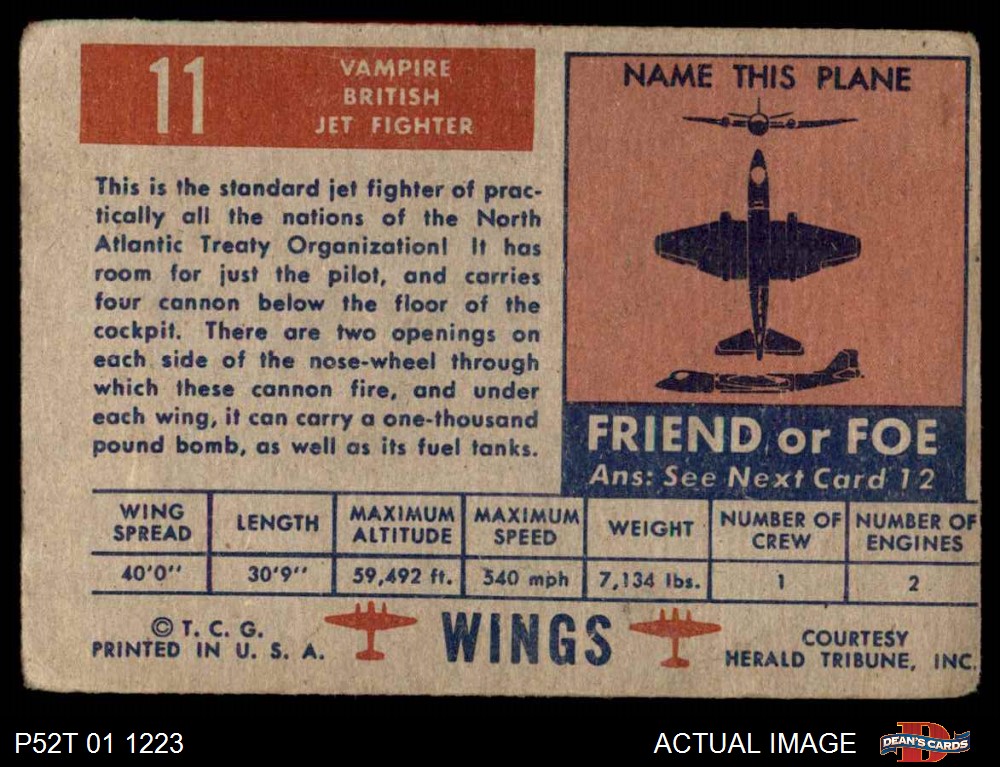 11
VAMPIRE
BRITISH
JET FIGHTER
This is the standard jet fighter of prac-
tically all the nations of the North
Atlantic Treaty Organization! It has
room for just the pilot, and carries
four cannon below the floor of the
cockpit. There are two openings on
each side of the nose-wheel through
which these cannon fire, and under
each wing, it can carry a one-thousand
pound bomb, as well as its fuel tanks.
NAME THIS PLANE
FRIEND or FOE
Ans: See Next Card 12
WING SPREAD LENGTH MAXIMUM ALTITUDE MAXIMUM SPEED WEIGHT NUMBER OF CREW NUMBER OF ENGINES
40'0" 30'9" 59,492 ft. 540 mph 7,134 lbs. 1 2
© T. C. G.
PRINTED IN U. S. A.
WINGS
COURTESY
HERALD TRIBUNE, INC.
P52T 01 1223
ACTUAL IMAGE
D
DEAN'S CARDS